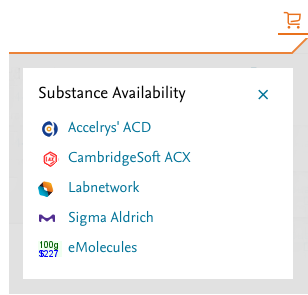 Substance Availability
Accelrys' ACD
CambridgeSoft ACX
Labnetwork
Sigma Aldrich
100g
$227
eMolecules